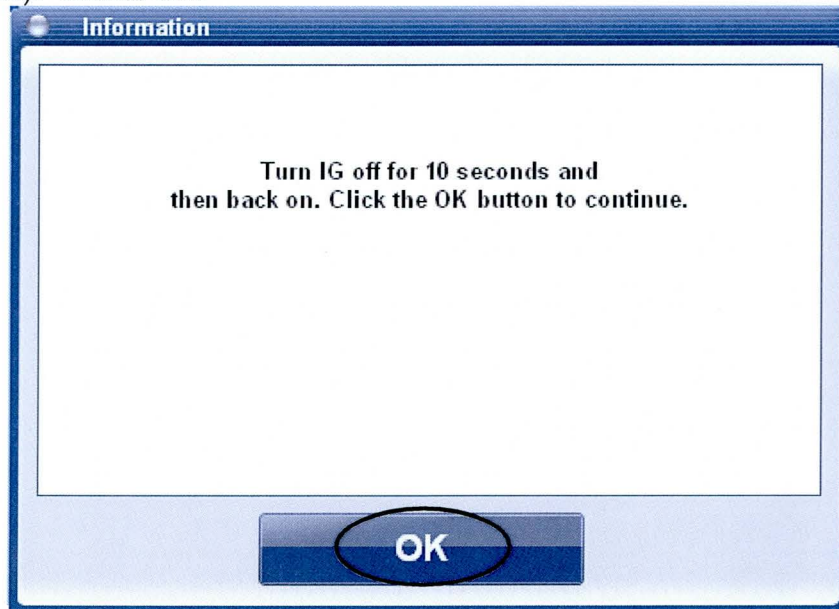 Information
Turn IG off for 10 seconds and
then back on. Click the OK button to continue.
OK